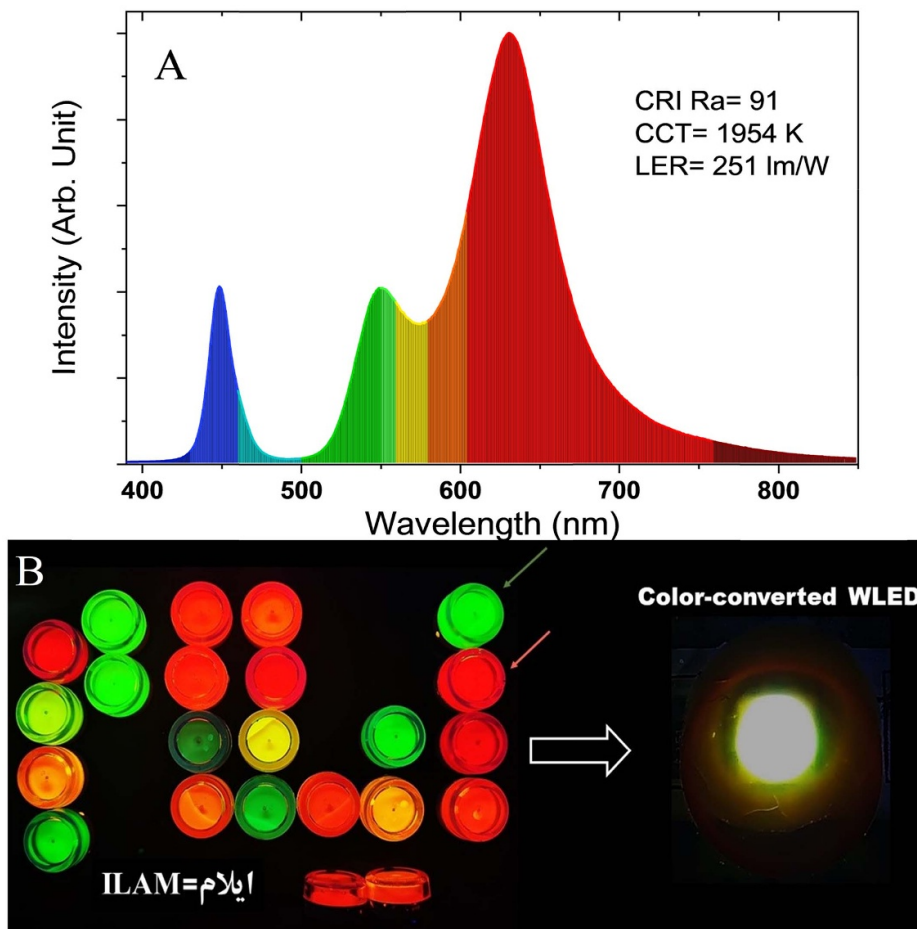 A
CRI Ra= 91
CCT= 1954 K
LER= 251 lm/W
Intensity (Arb. Unit)
400 500 600 700 800
Wavelength (nm)
B
Color-converted WLED
ILAM=ایلام